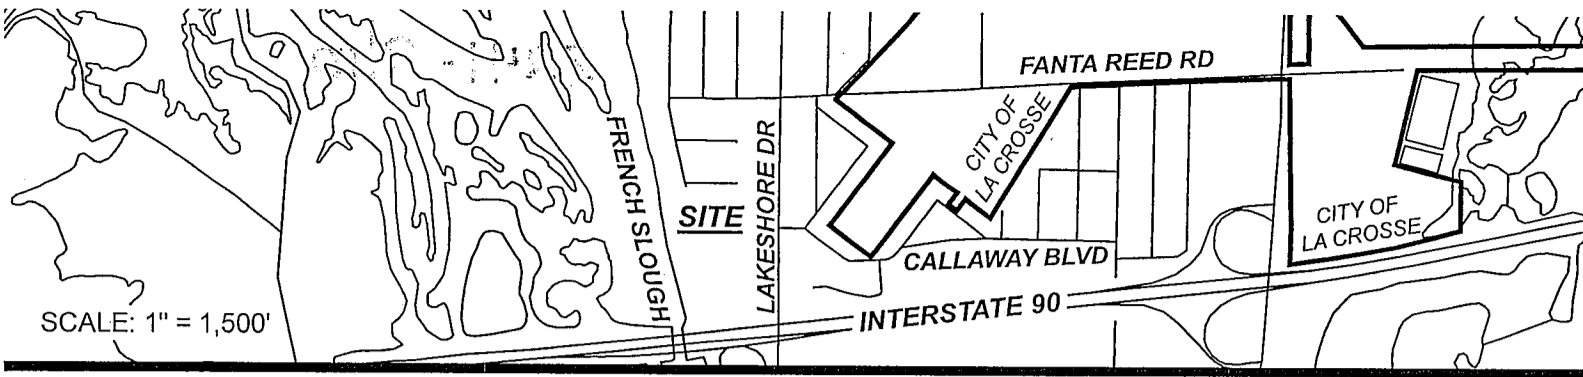 FANTA REED RD
CITY OF
LA CROSSE
FRENCH SLOUGH
LAKESHORE DR
SITE
CITY OF
LA CROSSE
CALLAWAY BLVD
INTERSTATE 90
SCALE: 1" = 1,500'